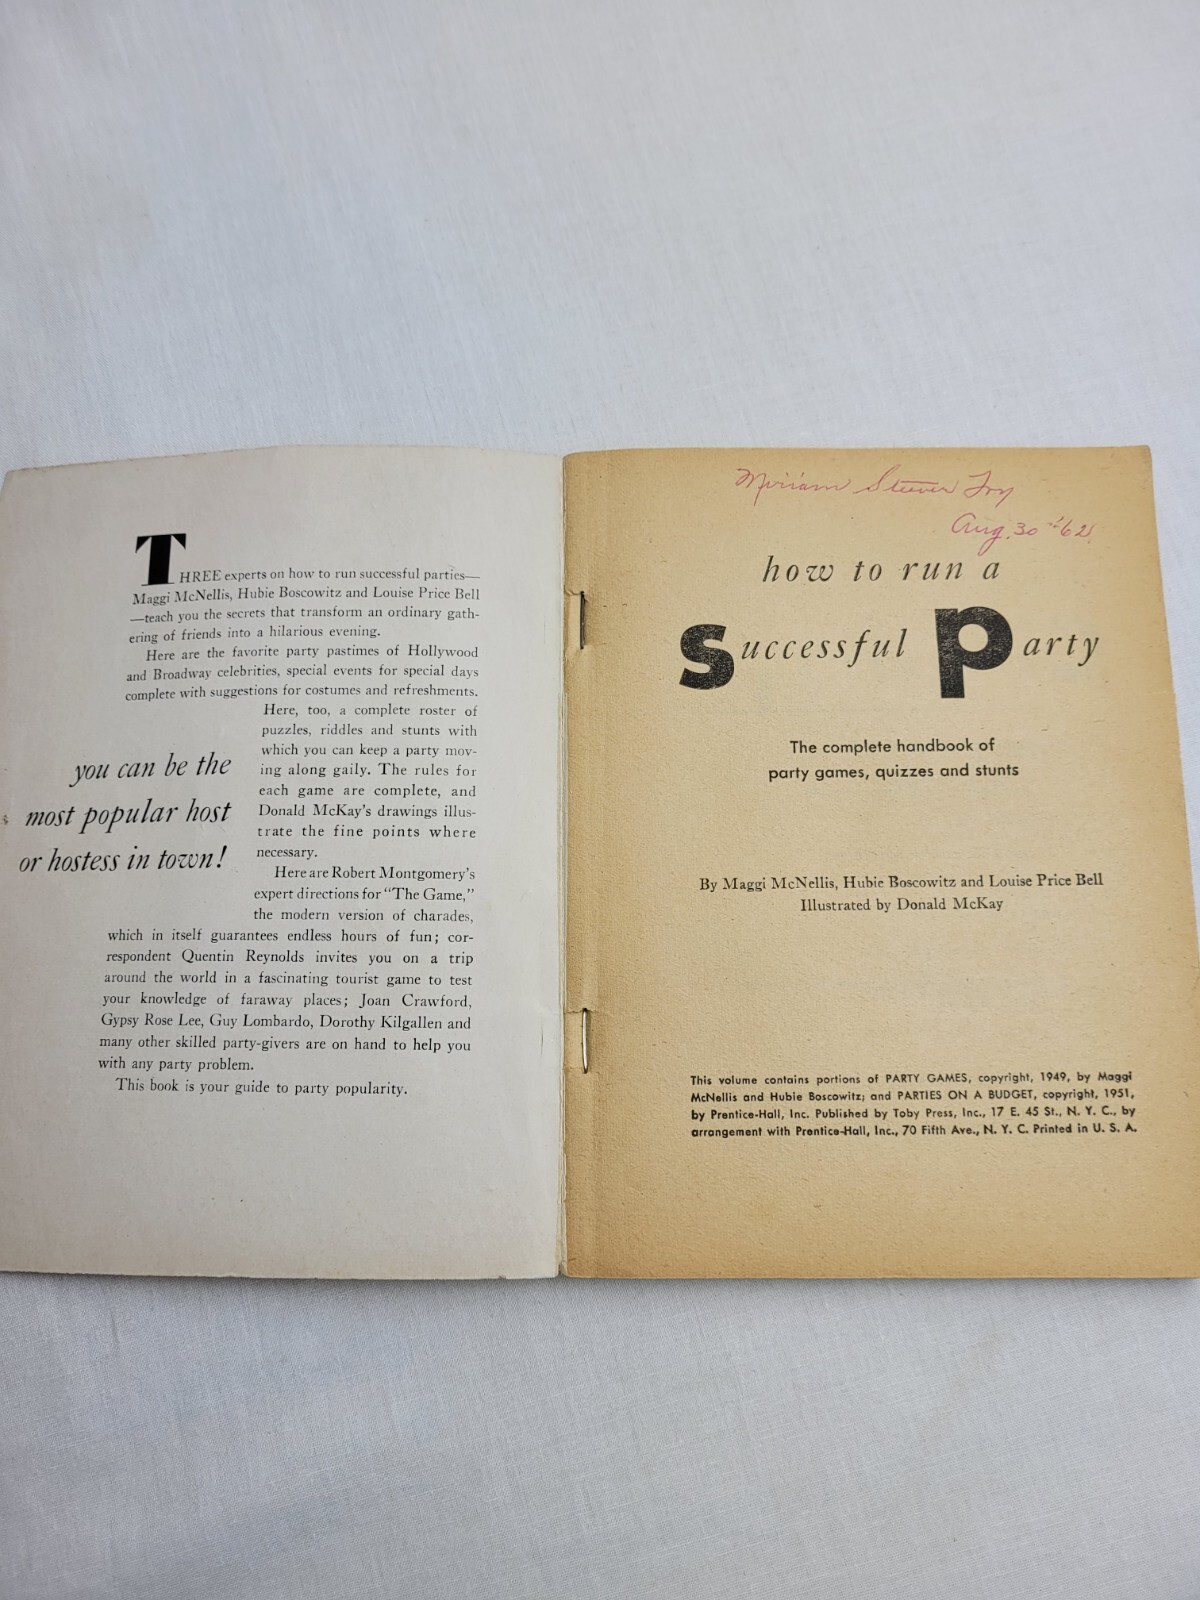 THREE experts on how to run successful parties—
Maggi McNellis, Hubie Boscowitz and Louise Price Bell
—teach you the secrets that transform an ordinary gath-
ering of friends into a hilarious evening.
Here are the favorite party pastimes of Hollywood
and Broadway celebrities, special events for special days
complete with suggestions for costumes and refreshments.
Here, too, a complete roster of
puzzles, riddles and stunts with
which you can keep a party mov-
ing along gaily. The rules for
each game are complete, and
Donald McKay's drawings illus-
trate the fine points where
necessary.
you can be the
most popular host
or hostess in town!
Here are Robert Montgomery's
expert directions for "The Game,"
the modern version of charades,
which in itself guarantees endless hours of fun; cor-
respondent Quentin Reynolds invites you on a trip
around the world in a fascinating tourist game to test
your knowledge of faraway places; Joan Crawford,
Gypsy Rose Lee, Guy Lombardo, Dorothy Kilgallen and
many other skilled party-givers are on hand to help you
with any party problem.
This book is your guide to party popularity.
Miriam Steever
Aug. 30 '62
how to run a
successful Party
The complete handbook of
party games, quizzes and stunts
By Maggi McNellis, Hubie Boscowitz and Louise Price Bell
Illustrated by Donald McKay
This volume contains portions of PARTY GAMES, copyright, 1949, by Maggi
McNellis and Hubie Boscowitz; and PARTIES ON A BUDGET, copyright, 1951,
by Prentice-Hall, Inc. Published by Toby Press, Inc., 17 E. 45 St., N. Y. C., by
arrangement with Prentice-Hall, Inc., 70 Fifth Ave., N. Y. C. Printed in U. S. A.